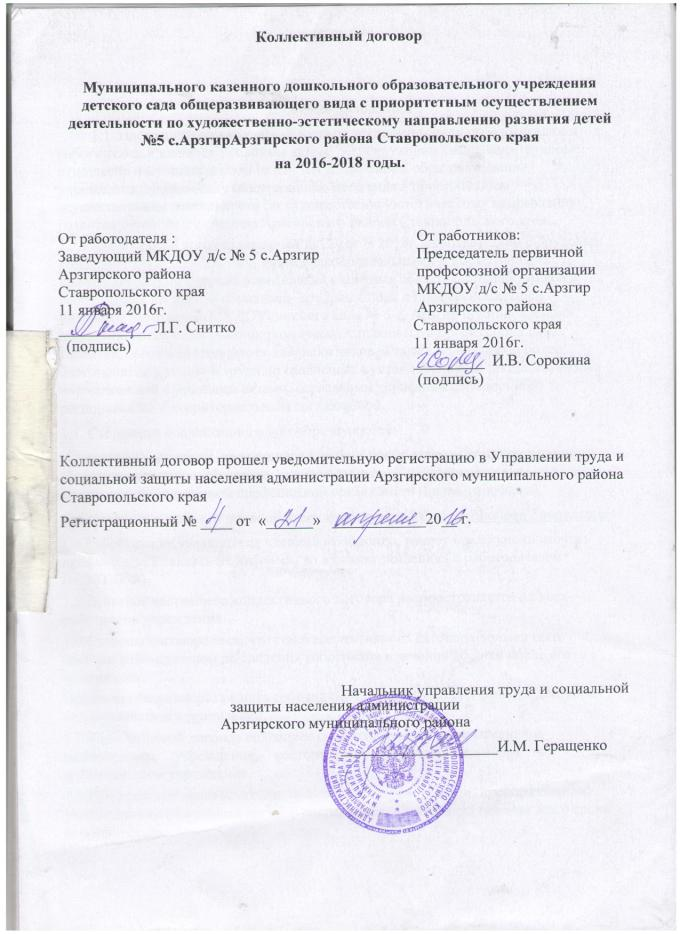 Коллективный договор
Муниципального казенного дошкольного образовательного учреждения
детского сада общеразвивающего вида с приоритетным осуществлением
деятельности по художественно-эстетическому направлению развития детей
№5 с.АрзгирАрзгирского района Ставропольского края
на 2016-2018 годы.
От работодателя :
Заведующий МКДОУ д/с № 5 с.Арзгир
Арзгирского района
Ставропольского края
11 января 2016г.
____________ Л.Г. Снитко
(подпись)
От работников:
Председатель первичной
профсоюзной организации
МКДОУ д/с № 5 с.Арзгир
Арзгирского района
Ставропольского края
11 января 2016г.
_________ И.В. Сорокина
(подпись)
Коллективный договор прошел уведомительную регистрацию в Управлении труда и
социальной защиты населения администрации Арзгирского муниципального района
Ставропольского края
Регистрационный № 4 от « 21 » апреля 2016г.
Начальник управления труда и социальной
защиты населения администрации
Арзгирского муниципального района
__________________И.М. Геращенко